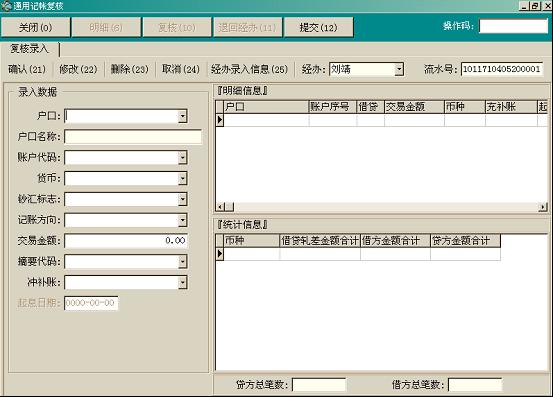 通用记帐复核
关闭(0) 明细(6) 复核(10) 退回经办(11) 提交(12) 操作码:
复核录入
确认(21) 修改(22) 删除(23) 取消(24) 经办录入信息(25) 经办: 刘靖 流水号: 1011710405200001
录入数据
户口:
户口名称:
账户代码:
货币:
钞汇标志:
记账方向:
交易金额: 0.00
摘要代码:
冲补账:
起息日期: 0000-00-00
『明细信息』
户口 账户序号 借贷 交易金额 币种 充补账 起
『统计信息』
币种 借贷轧差金额合计 借方金额合计 贷方金额合计
贷方总笔数: 借方总笔数: